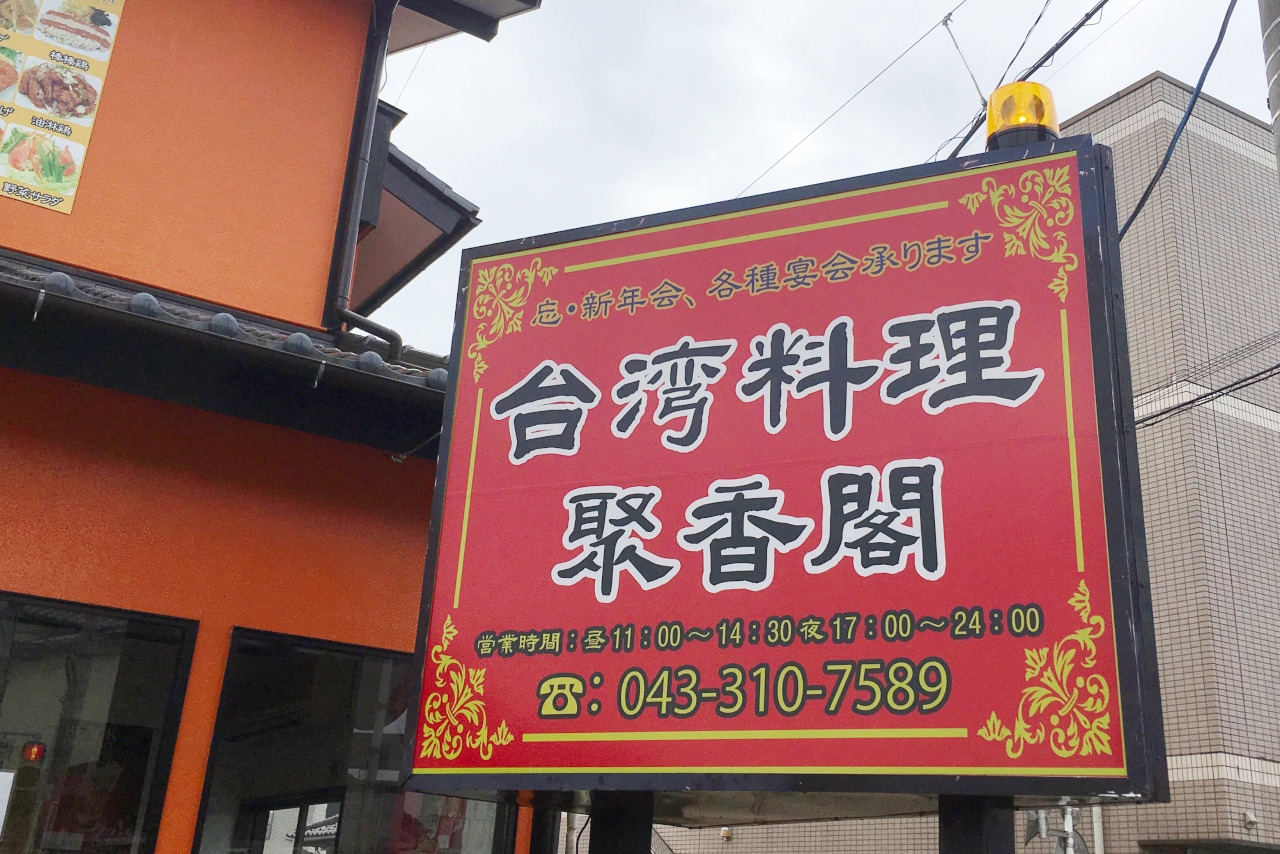 棒棒鶏
油淋鶏
野菜サラダ
忘・新年会、各種宴会承ります
台湾料理
聚香閣
営業時間：昼11：00～14：30夜17：00～24：00
☎：043-310-7589